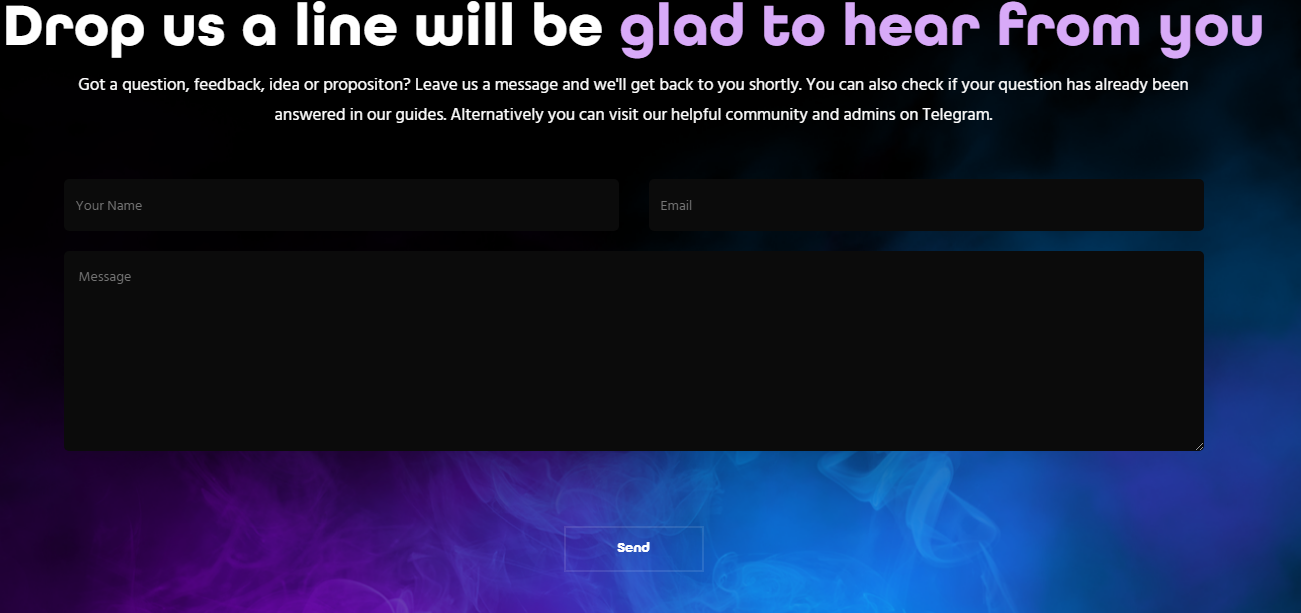 Drop us a line will be glad to hear from you
Got a question, feedback, idea or propositon? Leave us a message and we'll get back to you shortly. You can also check if your question has already been
answered in our guides. Alternatively you can visit our helpful community and admins on Telegram.
Your Name
Email
Message
Send